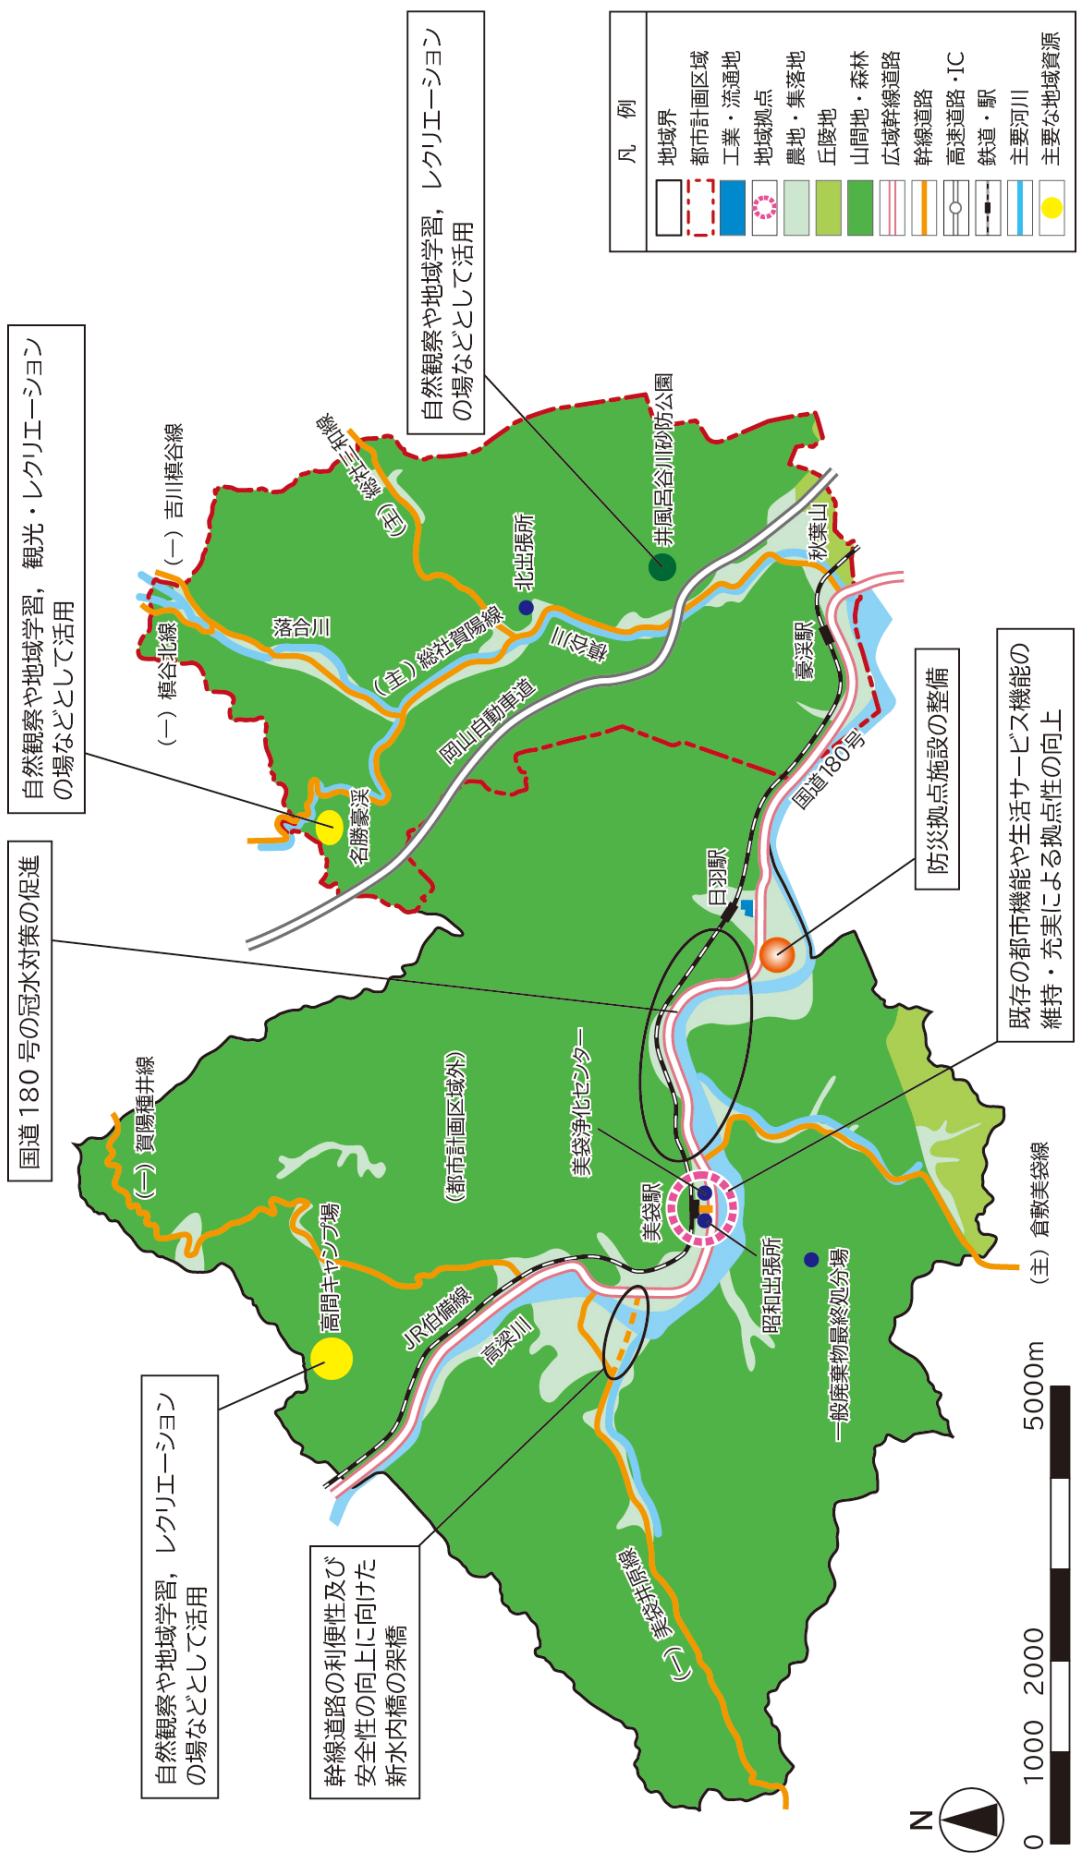 自然観察や地域学習，観光・レクリエーション
の場などとして活用
自然観察や地域学習，レクリエーション
の場などとして活用
国道 180 号の冠水対策の促進
自然観察や地域学習，レクリエーション
の場などとして活用
幹線道路の利便性及び
安全性の向上に向けた
新水内橋の架橋
防災拠点施設の整備
既存の都市機能や生活サービス機能の
維持・充実による拠点性の向上
(一) 賀陽種井線
(一) 槙谷北線
(一) 吉川槙谷線
(主) 総社三和線
落合川
(主) 総社賀陽線
北出張所
槙谷川
名勝豪渓
岡山自動車道
井風呂谷川砂防公園
秋葉山
豪渓駅
国道180号
日羽駅
高間キャンプ場
(都市計画区域外)
JR伯備線
高梁川
美袋浄化センター
美袋駅
昭和出張所
一般廃棄物最終処分場
(一) 美袋井原線
(主) 倉敷美袋線
凡 例
地域界
都市計画区域
工業・流通地
地域拠点
農地・集落地
丘陵地
山間地・森林
広域幹線道路
幹線道路
高速道路・IC
鉄道・駅
主要河川
主要な地域資源
N
0 1000 2000 5000m